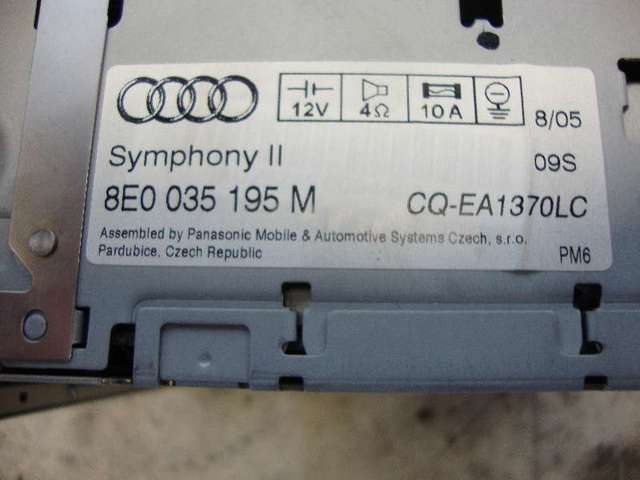 12V 4Ω 10A
8/05
Symphony II 09S
8E0 035 195 M CQ-EA1370LC
Assembled by Panasonic Mobile & Automotive Systems Czech, s.r.o.
Pardubice, Czech Republic PM6